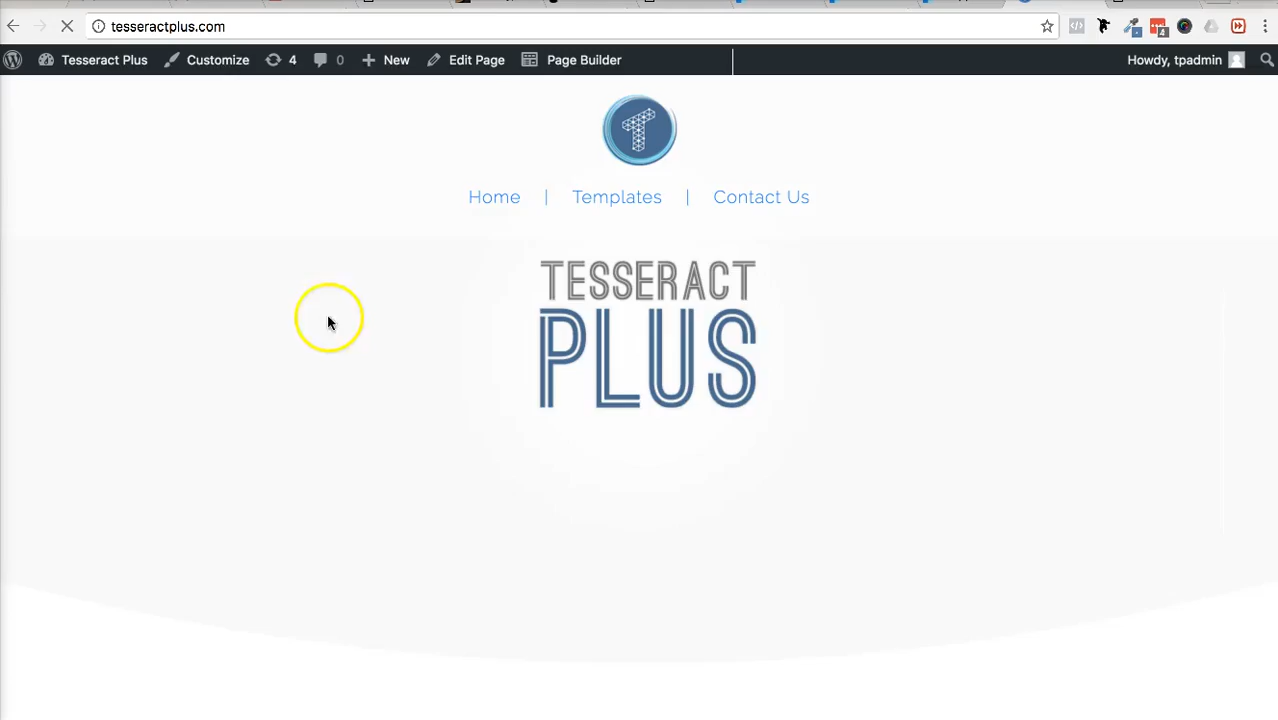 tesseractplus.com
Tesseract Plus Customize 4 0 New Edit Page Page Builder Howdy, tpadmin
T
Home | Templates | Contact Us
TESSERACT
PLUS
4